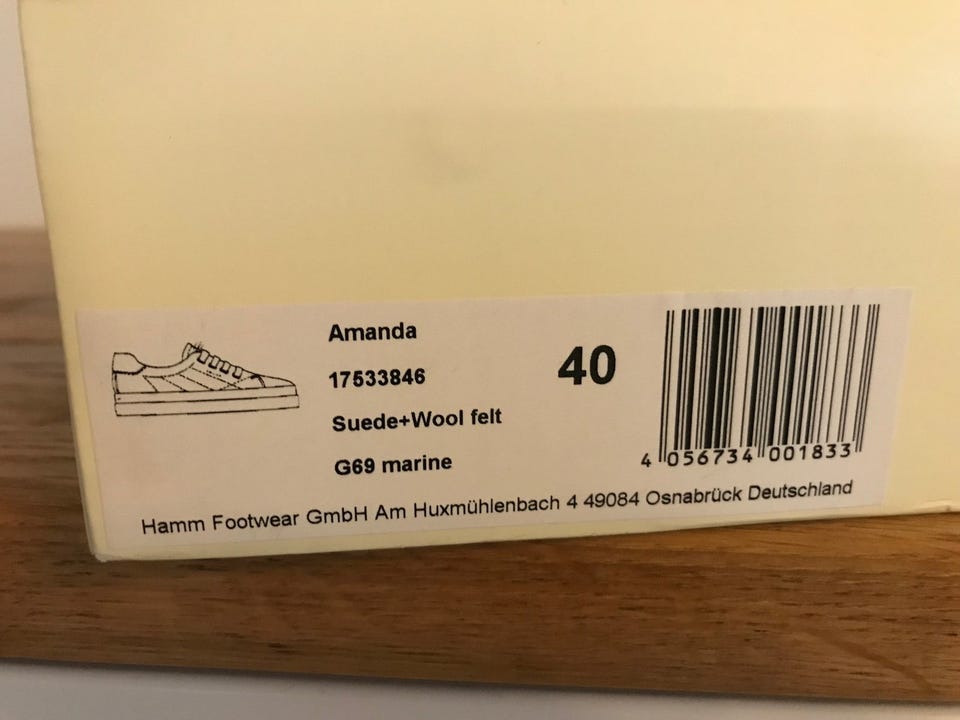 Amanda
17533846
40
Suede+Wool felt
G69 marine
4 056734 001833
Hamm Footwear GmbH Am Huxmühlenbach 4 49084 Osnabrück Deutschland